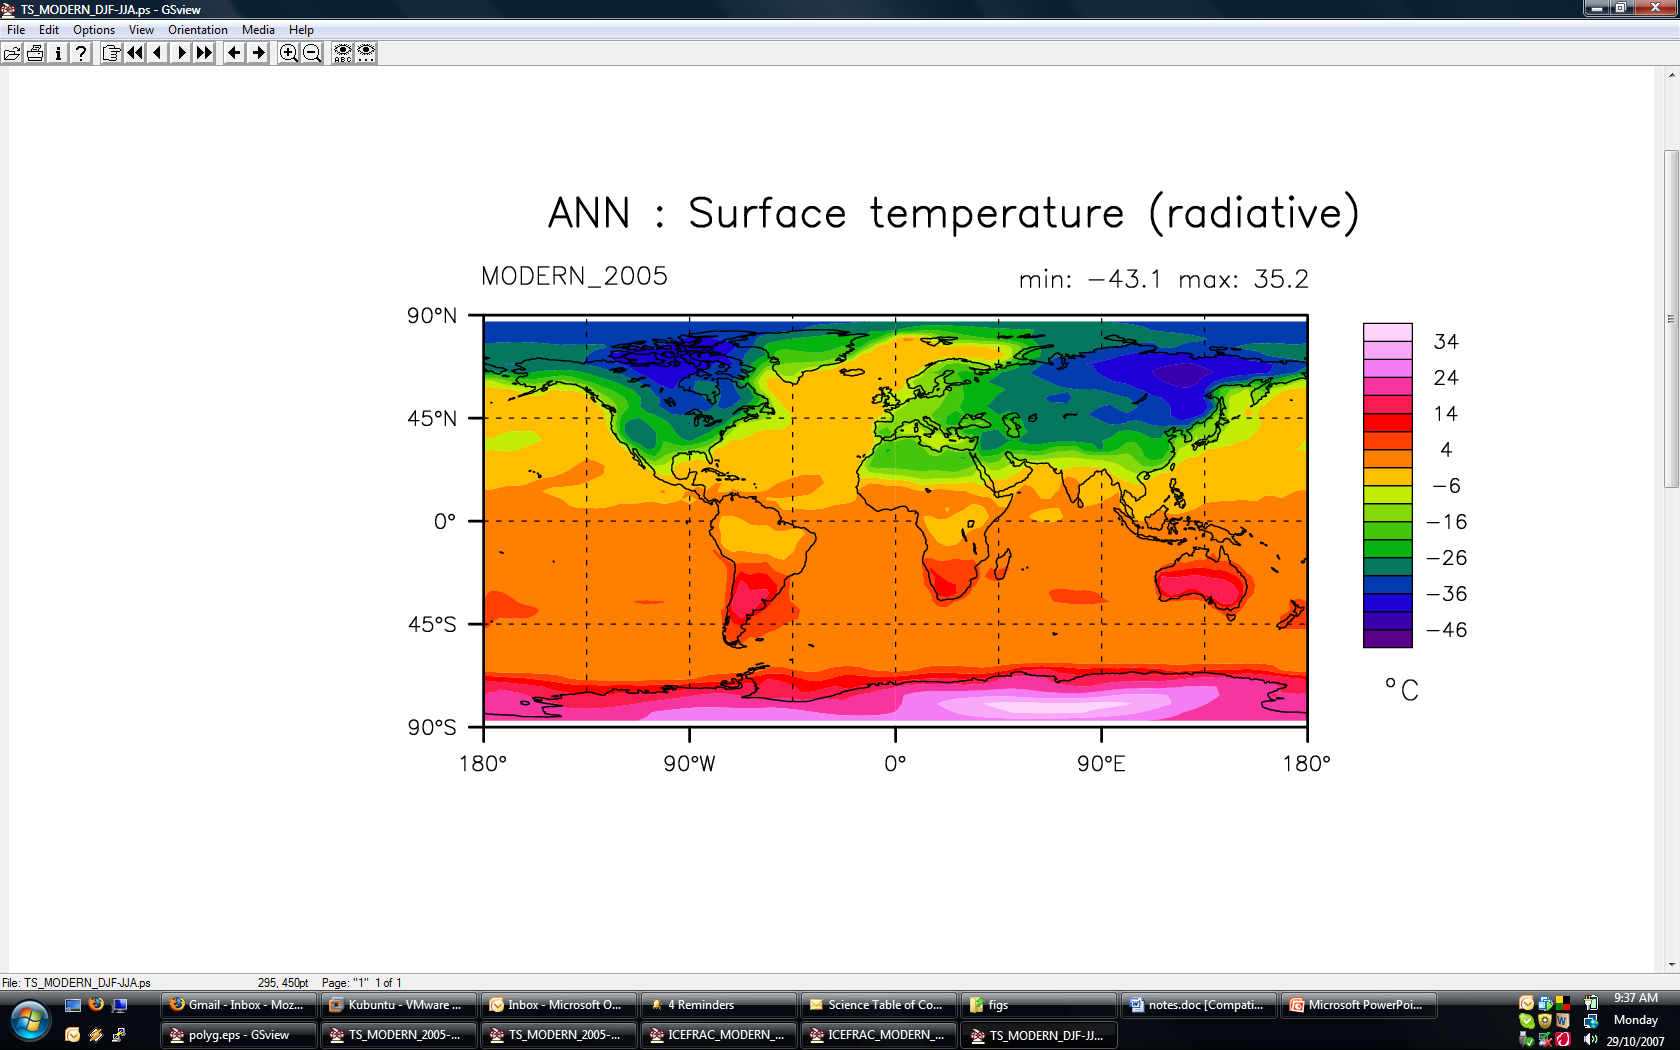 TS_MODERN_DJF-JJA.ps - GSview
File Edit Options View Orientation Media Help
ANN : Surface temperature (radiative)
MODERN_2005
min: −43.1 max: 35.2
90°N
45°N
0°
45°S
90°S
180°
90°W
0°
90°E
180°
34
24
14
4
−6
−16
−26
−36
−46
°C
File: TS_MODERN_DJF-JJA.ps 295, 450pt Page: "1" 1 of 1
Gmail - Inbox - Moz... Kubuntu - VMware ... Inbox - Microsoft O... 4 Reminders Science Table of Co... figs notes.doc [Compati... Microsoft PowerPoi... 9:37 AM
Monday
polyg.eps - GSview TS_MODERN_2005-... TS_MODERN_2005-... ICEFRAC_MODERN_... ICEFRAC_MODERN_... TS_MODERN_DJF-JJ... 29/10/2007